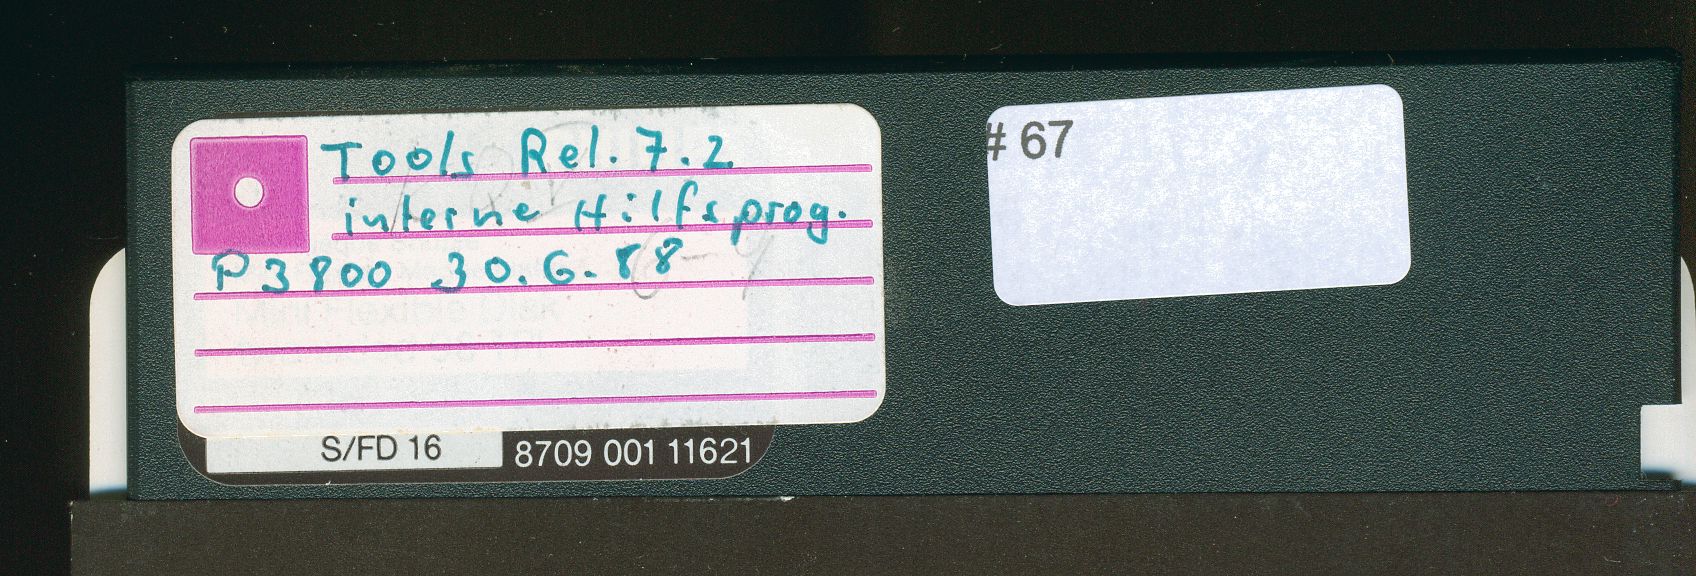 Tools Rel. 7.2
interne Hilfsprog.
P3800 30.6.88
S/FD 16
8709 001 11621
# 67